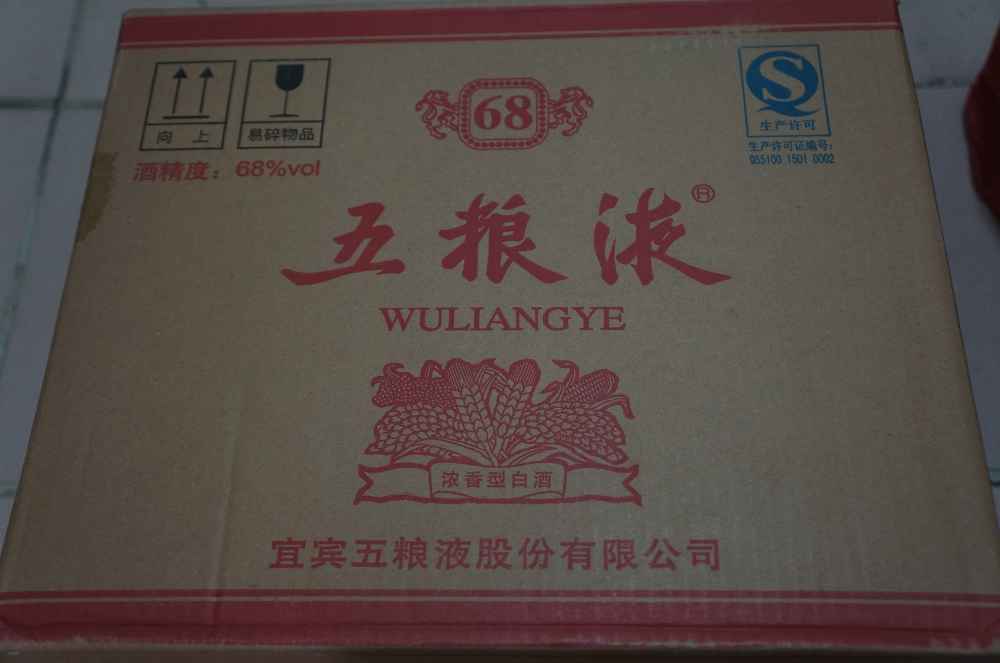 向 上
易碎物品
酒精度：68%vol
68
生产许可
生产许可证编号：
055100 1501 0002
五粮液®
WULIANGYE
浓香型白酒
宜宾五粮液股份有限公司